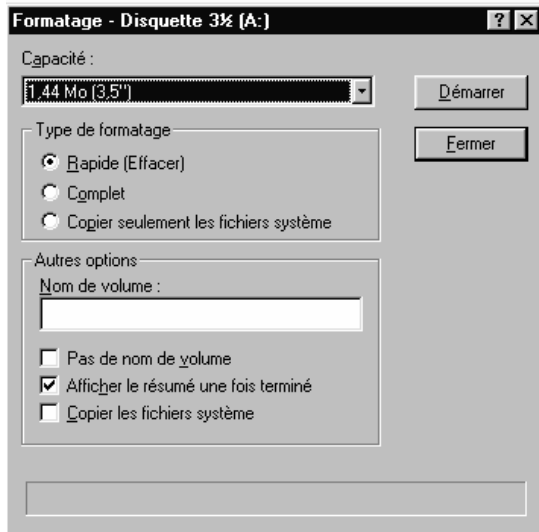 Formatage - Disquette 3½ (A:)
Capacité :
1,44 Mo (3,5")
Démarrer
Type de formatage
Fermer
Rapide (Effacer)
Complet
Copier seulement les fichiers système
Autres options
Nom de volume :
Pas de nom de volume
Afficher le résumé une fois terminé
Copier les fichiers système